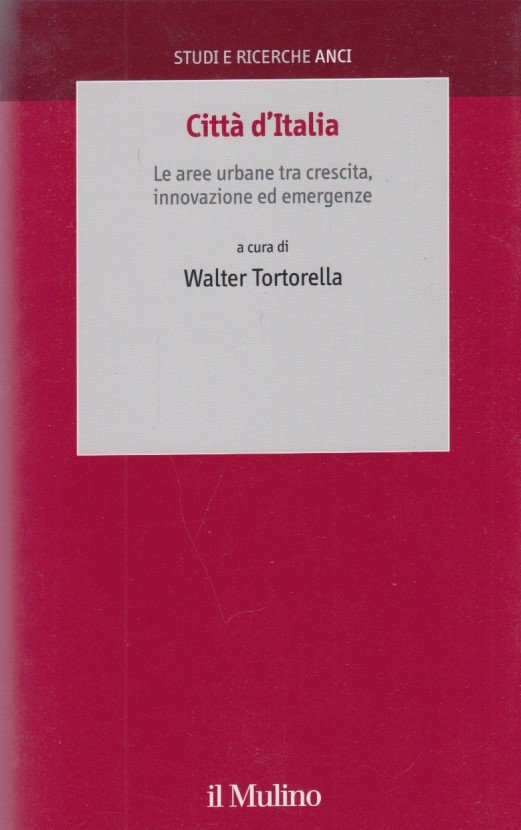 STUDI E RICERCHE ANCI
Città d'Italia
Le aree urbane tra crescita,
innovazione ed emergenze
a cura di
Walter Tortorella
il Mulino